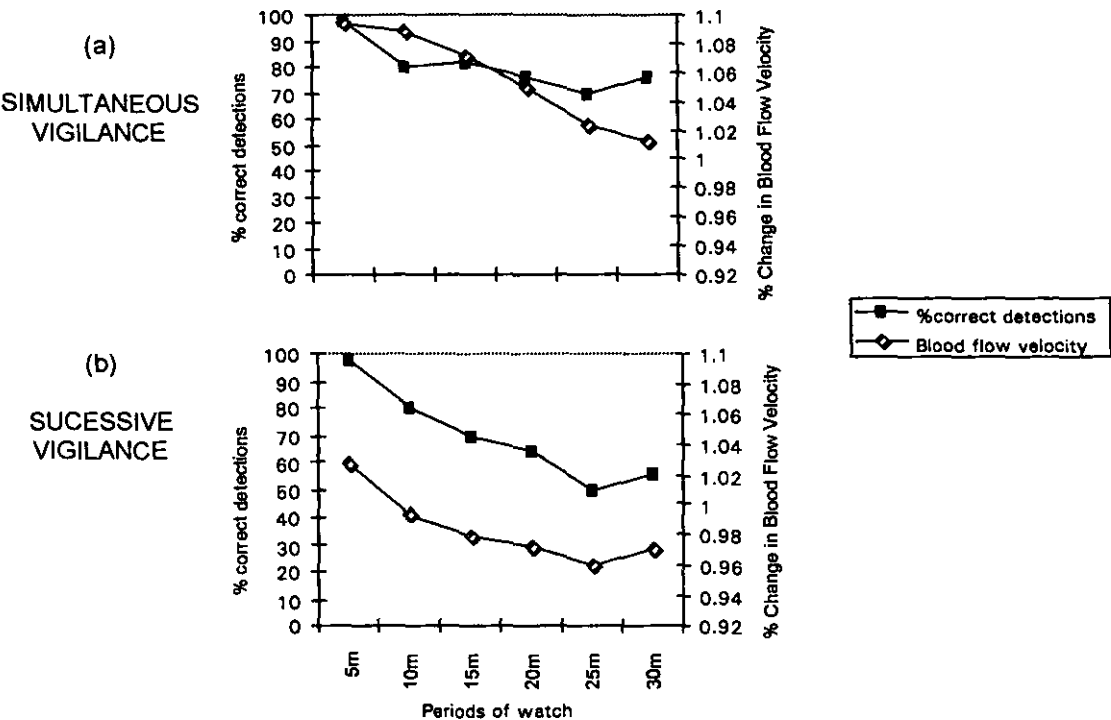 (a)
SIMULTANEOUS
VIGILANCE
% correct detections
100
90
80
70
60
50
40
30
20
10
0
1.1
1.08
1.06
1.04
1.02
1
0.98
0.96
0.94
0.92
% Change in Blood Flow Velocity
%correct detections
Blood flow velocity
(b)
SUCESSIVE
VIGILANCE
% correct detections
100
90
80
70
60
50
40
30
20
10
0
1.1
1.08
1.06
1.04
1.02
1
0.98
0.96
0.94
0.92
% Change in Blood Flow Velocity
5m
10m
15m
20m
25m
30m
Periods of watch